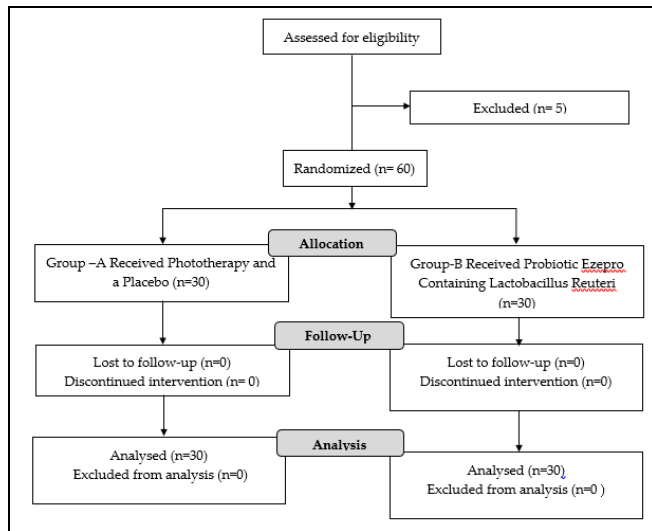 Assessed for eligibility
Excluded (n= 5)
Randomized (n= 60)
Allocation
Group –A Received Phototherapy and
a Placebo (n=30)
Group-B Received Probiotic Ezepro
Containing Lactobacillus Reuteri
(n=30)
Follow-Up
Lost to follow-up (n=0)
Discontinued intervention (n= 0)
Lost to follow-up (n=0)
Discontinued intervention (n=0)
Analysis
Analysed (n=30)
Excluded from analysis (n=0)
Analysed (n=30)
Excluded from analysis (n=0 )